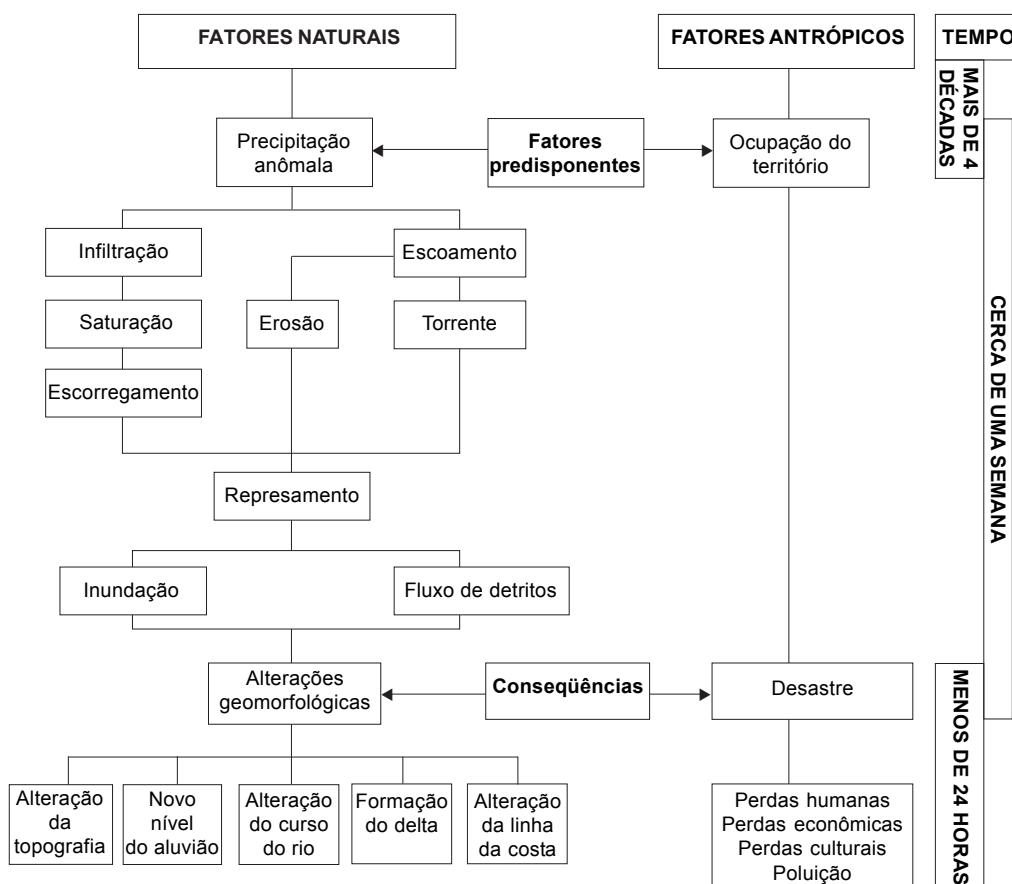 FATORES NATURAIS
FATORES ANTRÓPICOS
TEMPO
MAIS DE 4
DÉCADAS
Precipitação
anômala
Fatores
predisponentes
Ocupação do
território
Infiltração
Escoamento
Saturação
Erosão
Torrente
Escorregamento
CERCA DE UMA SEMANA
Represamento
Inundação
Fluxo de detritos
Alterações
geomorfológicas
Conseqüências
Desastre
MENOS DE 24 HORAS
Alteração
da
topografia
Novo
nível
do aluvião
Alteração
do curso
do rio
Formação
do delta
Alteração
da linha
da costa
Perdas humanas
Perdas econômicas
Perdas culturais
Poluição